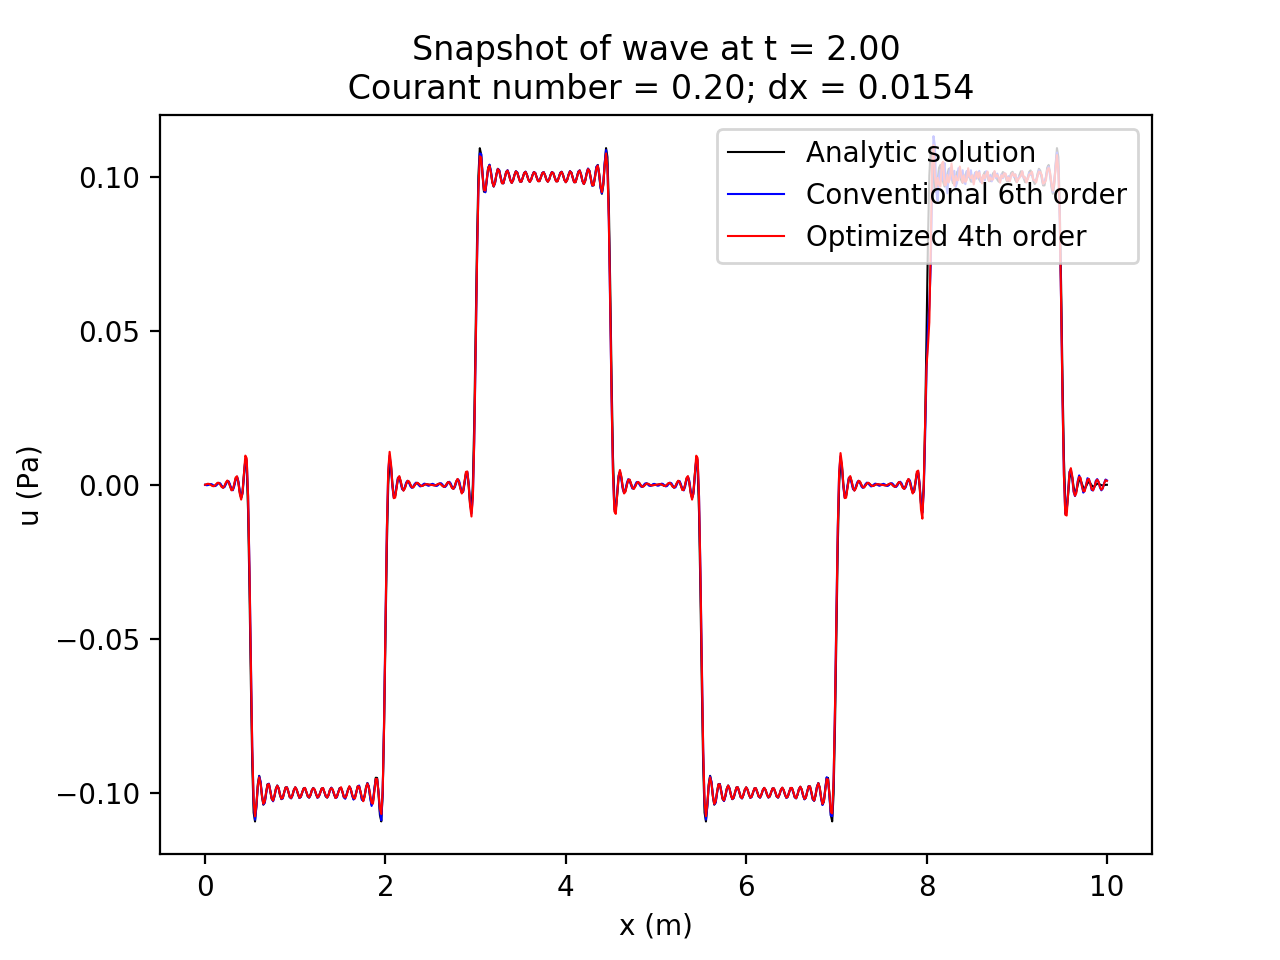 Snapshot of wave at t = 2.00
Courant number = 0.20; dx = 0.0154
Analytic solution
Conventional 6th order
Optimized 4th order
0.10
0.05
0.00
−0.05
−0.10
u (Pa)
0 2 4 6 8 10
x (m)